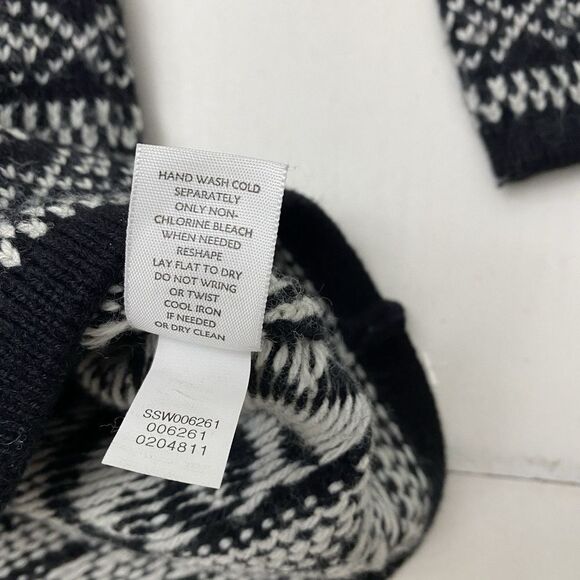 HAND WASH COLD
SEPARATELY
ONLY NON-
CHLORINE BLEACH
WHEN NEEDED
RESHAPE
LAY FLAT TO DRY
DO NOT WRING
OR TWIST
COOL IRON
IF NEEDED
OR DRY CLEAN
SSW006261
006261
0204811